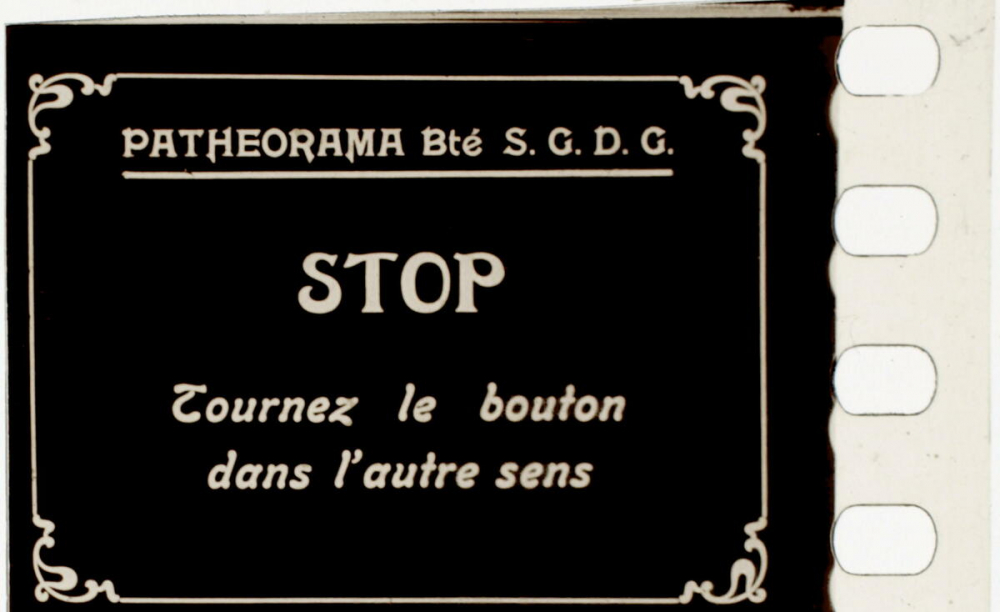 PATHEORAMA Bté S. G. D. G.
STOP
Tournez le bouton
dans l'autre sens